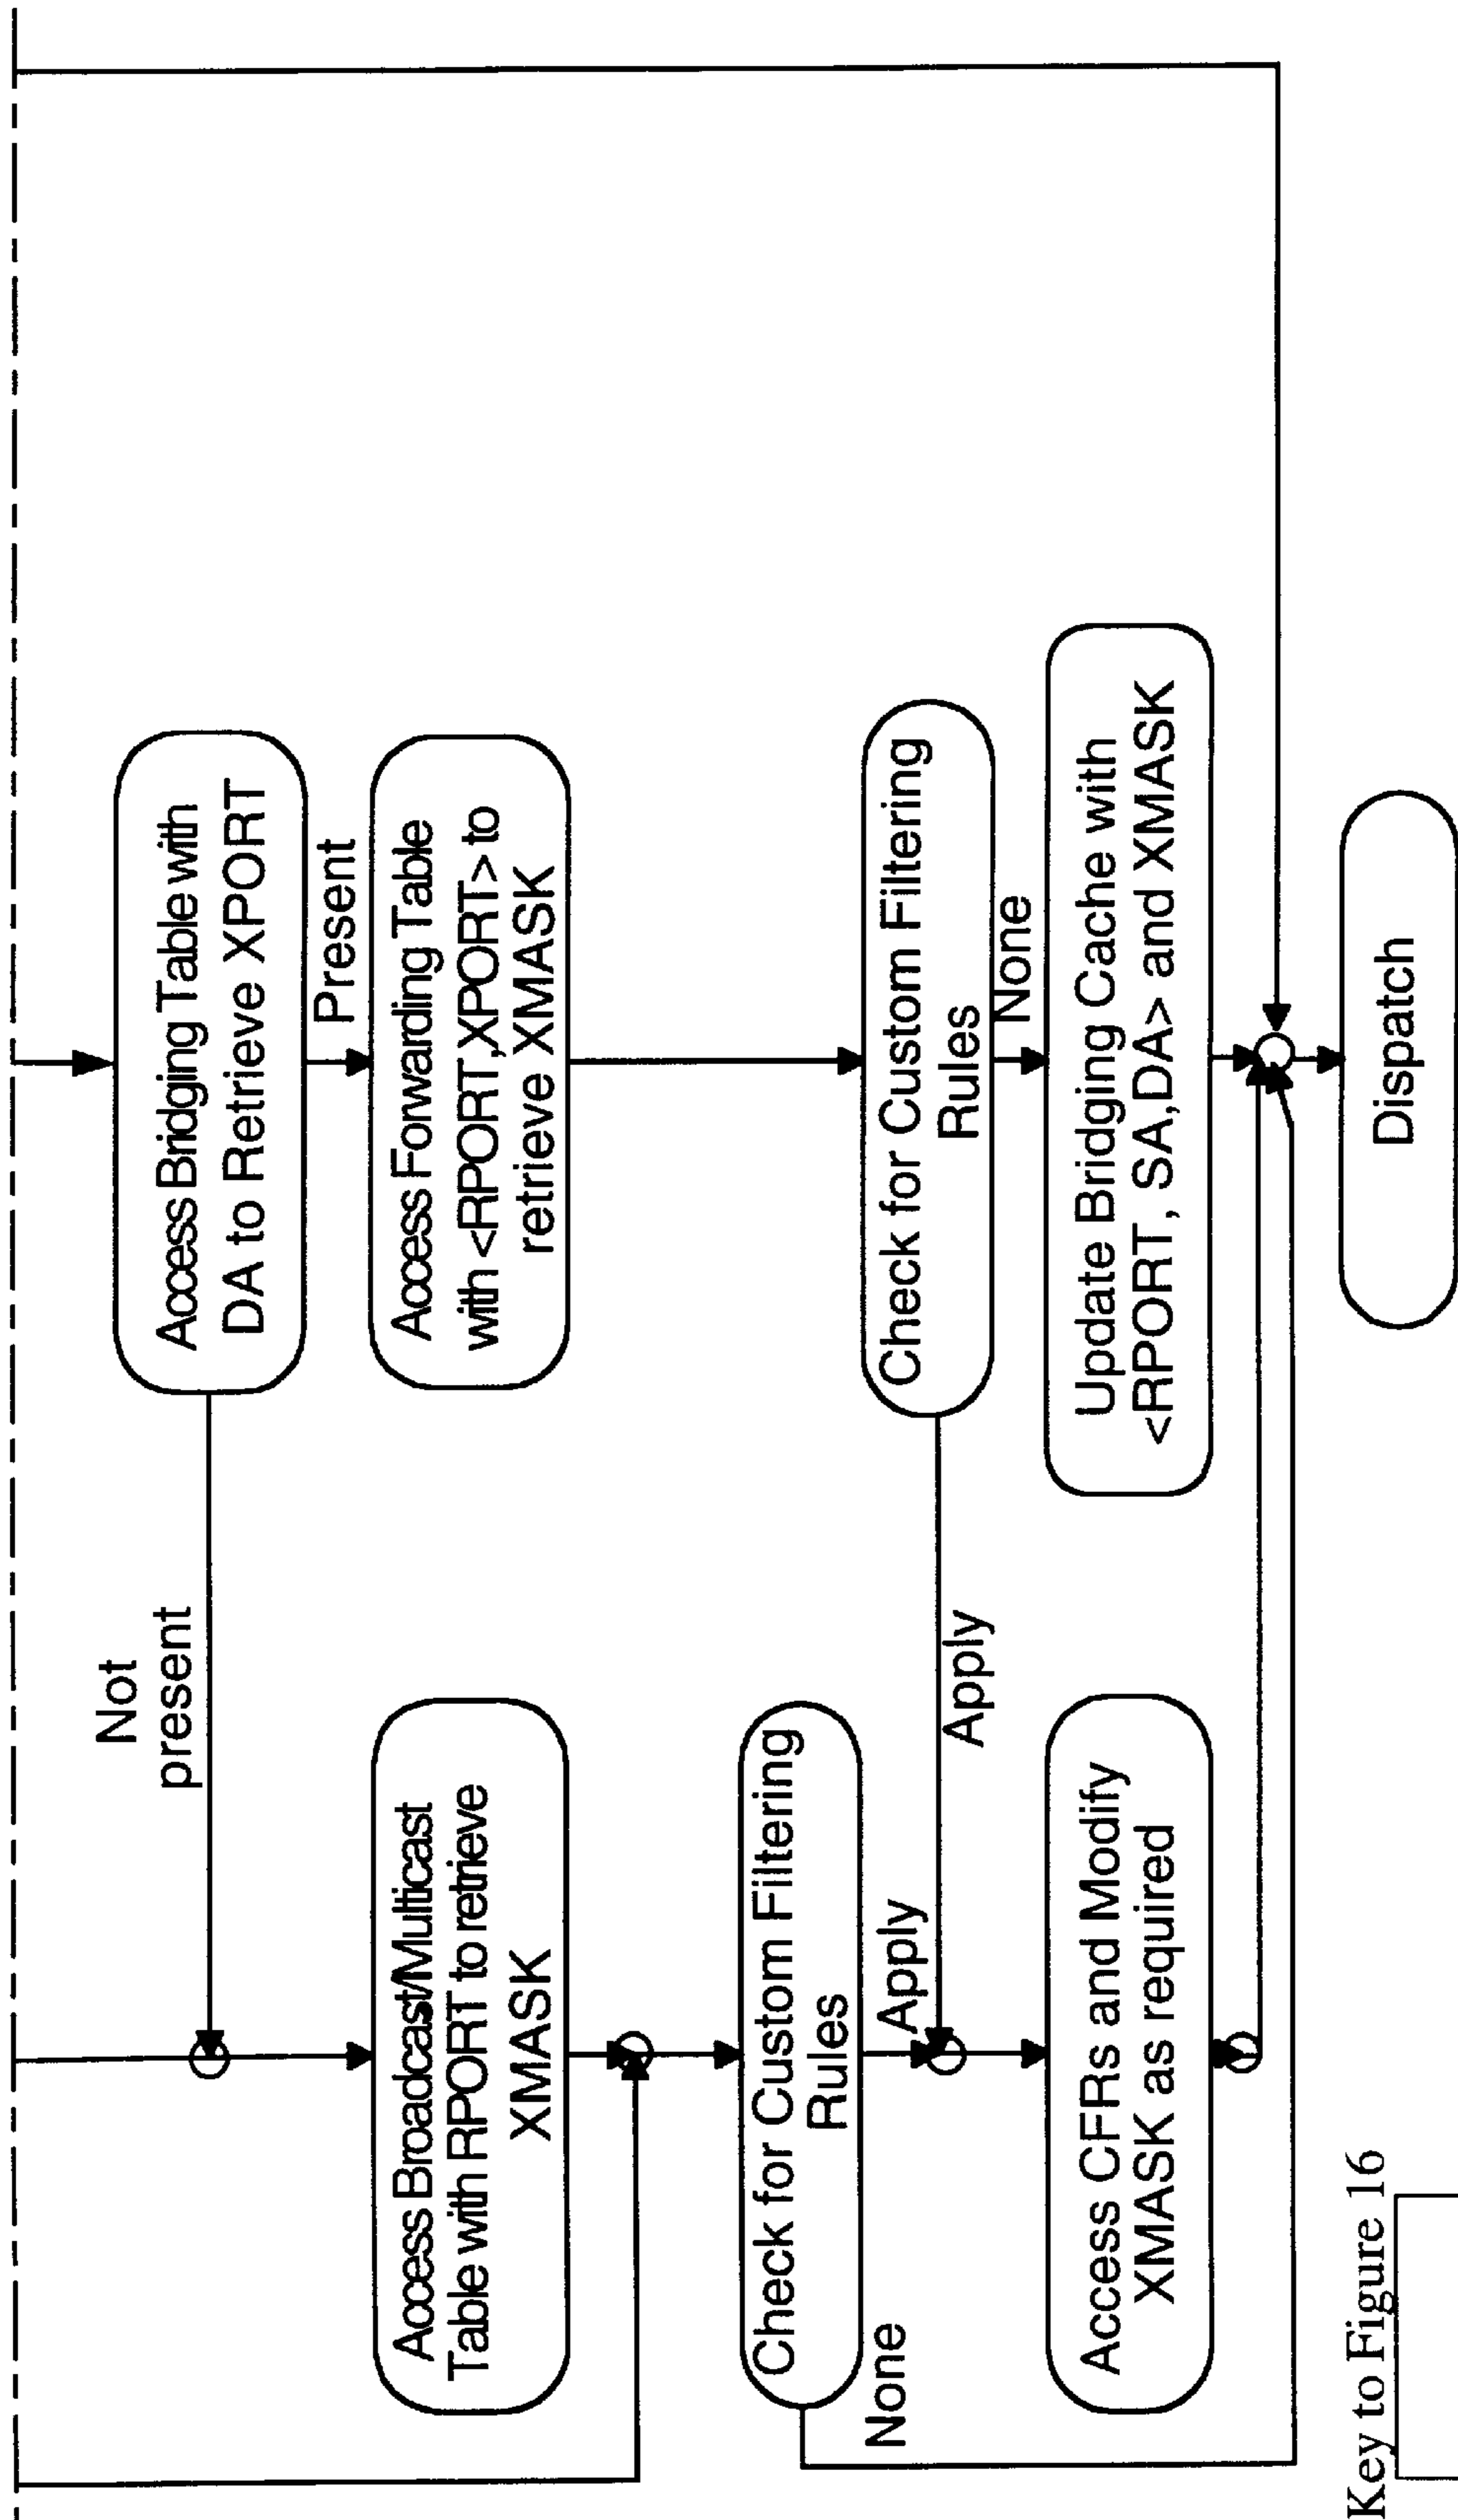 Not
present
Access Bridging Table with
DA to Retrieve XPORT
Present
Access Broadcast/Multicast
Table with RPORT to retrieve
XMASK
Access Forwarding Table
with <RPORT,XPORT> to
retrieve XMASK
Check for Custom Filtering
Rules
None
Apply
Check for Custom Filtering
Rules
None
Apply
Access CFRs and Modify
XMASK as required
Update Bridging Cache with
<RPORT, SA,DA> and XMASK
Dispatch
Key to Figure 16